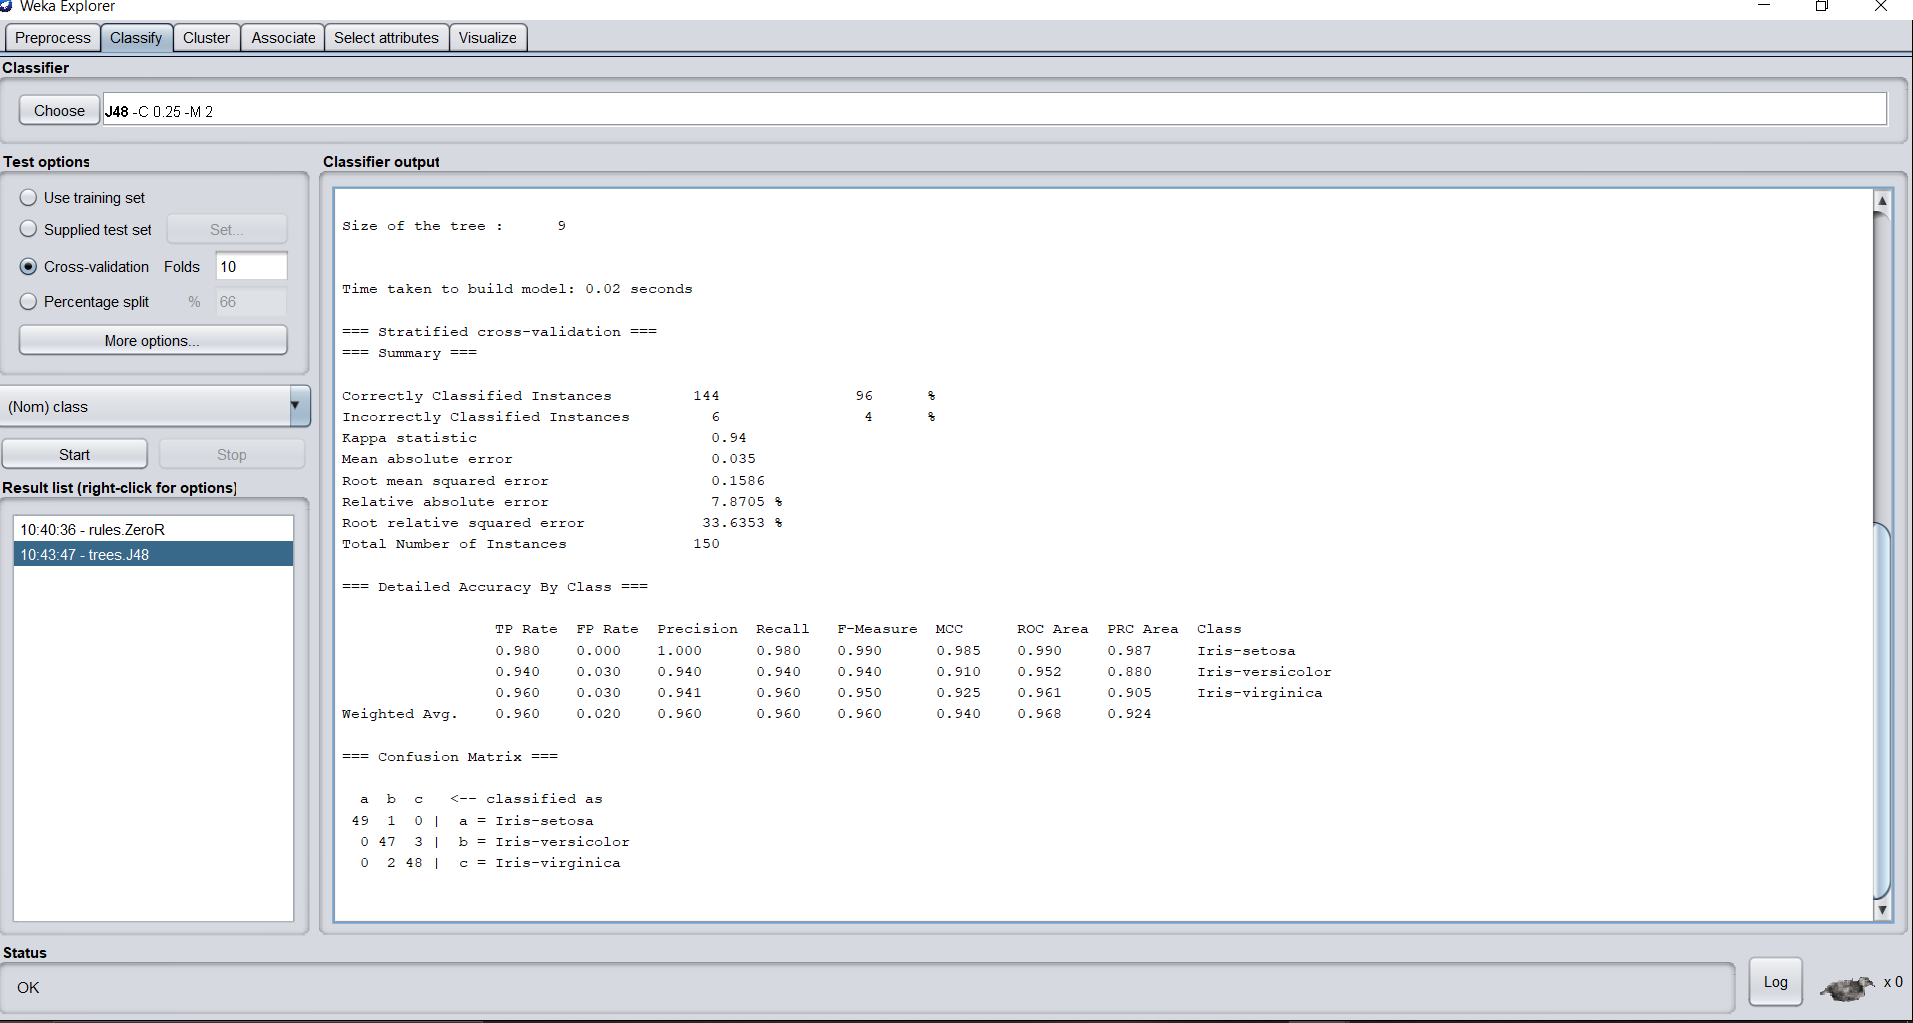 Weka Explorer
Preprocess Classify Cluster Associate Select attributes Visualize
Classifier
Choose J48 -C 0.25 -M 2
Test options
Use training set
Supplied test set Set...
Cross-validation Folds 10
Percentage split % 66
More options...
(Nom) class
Start Stop
Result list (right-click for options)
10:40:36 - rules.ZeroR
10:43:47 - trees.J48
Classifier output
Size of the tree : 9
Time taken to build model: 0.02 seconds
=== Stratified cross-validation ===
=== Summary ===
Correctly Classified Instances 144 96 %
Incorrectly Classified Instances 6 4 %
Kappa statistic 0.94
Mean absolute error 0.035
Root mean squared error 0.1586
Relative absolute error 7.8705 %
Root relative squared error 33.6353 %
Total Number of Instances 150
=== Detailed Accuracy By Class ===
TP Rate FP Rate Precision Recall F-Measure MCC ROC Area PRC Area Class
0.980 0.000 1.000 0.980 0.990 0.985 0.990 0.987 Iris-setosa
0.940 0.030 0.940 0.940 0.940 0.910 0.952 0.880 Iris-versicolor
0.960 0.030 0.941 0.960 0.950 0.925 0.961 0.905 Iris-virginica
Weighted Avg. 0.960 0.020 0.960 0.960 0.960 0.940 0.968 0.924
=== Confusion Matrix ===
a b c <-- classified as
49 1 0 | a = Iris-setosa
0 47 3 | b = Iris-versicolor
0 2 48 | c = Iris-virginica
Status
OK
Log x 0